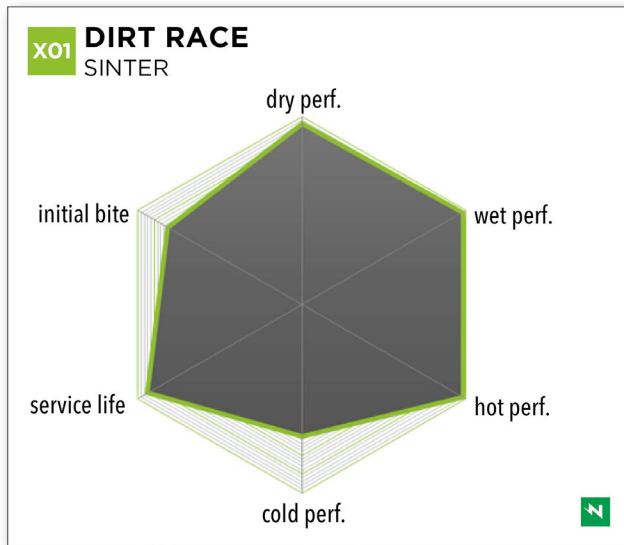 X01 DIRT RACE
SINTER
dry perf.
initial bite
wet perf.
service life
hot perf.
cold perf.